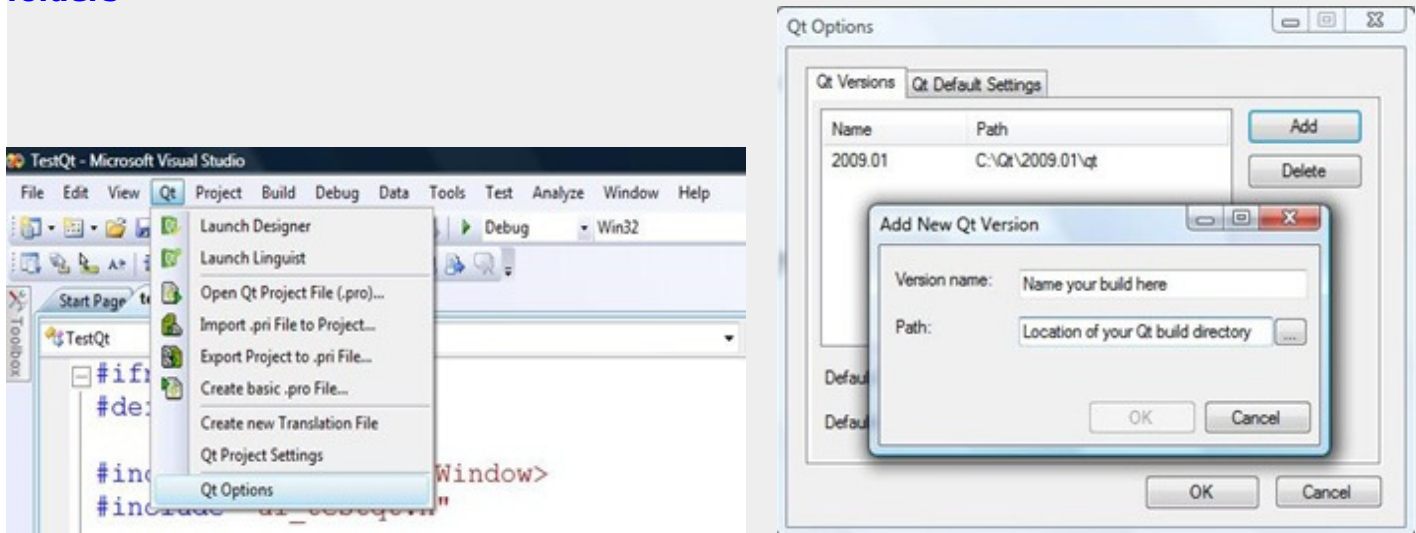 TestQt - Microsoft Visual Studio
File Edit View Qt Project Build Debug Data Tools Test Analyze Window Help
Launch Designer
Debug
Win32
Launch Linguist
Open Qt Project File (.pro)...
Start Page
Import .pri File to Project...
Toolbox
TestQt
Export Project to .pri File...
Create basic .pro File...
Create new Translation File
Qt Project Settings
Window>
Qt Options
Qt Options
Qt Versions Qt Default Settings
Name Path
Add
2009.01 C:\Qt\2009.01\qt
Delete
Add New Qt Version
Version name: Name your build here
Path: Location of your Qt build directory ...
OK Cancel
OK Cancel